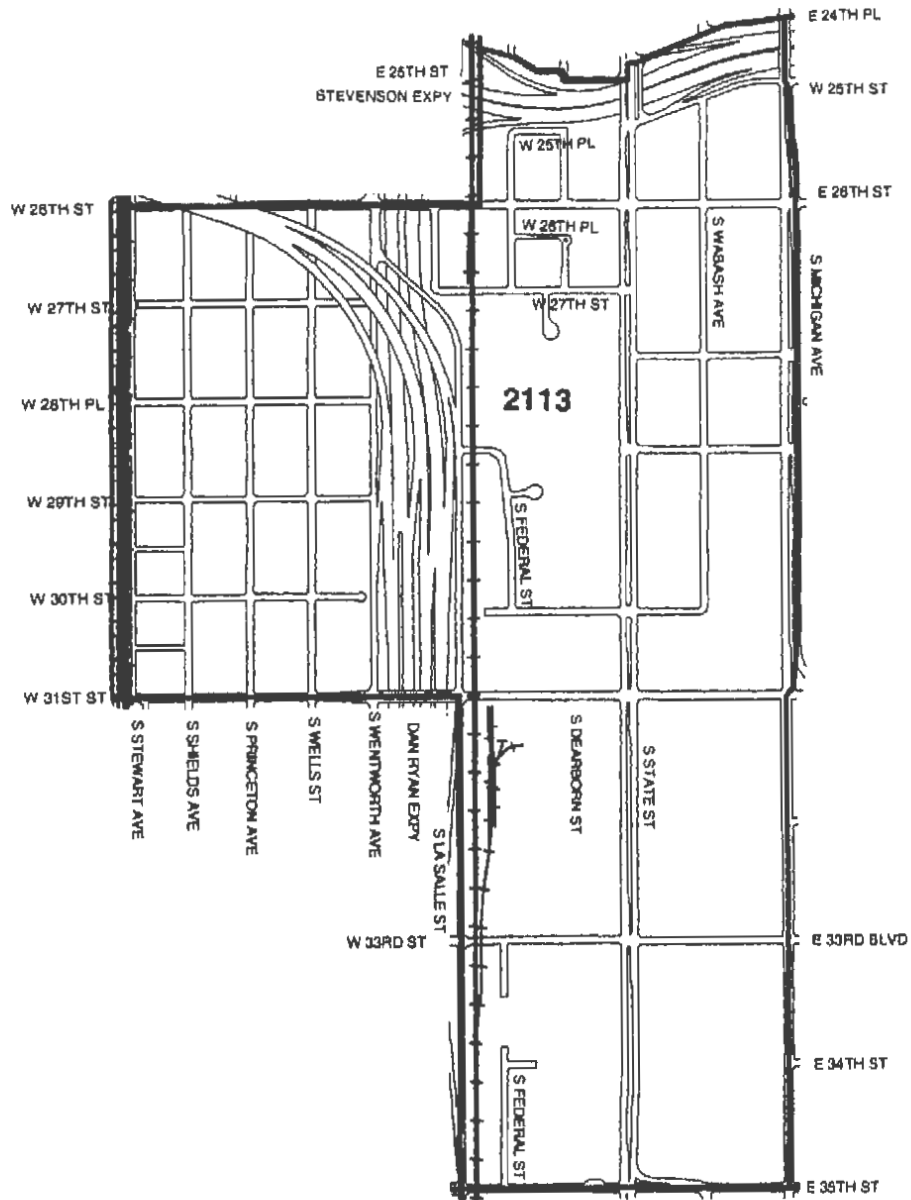 E 24TH PL
E 25TH ST
STEVENSON EXPY
W 25TH ST
W 25TH PL
W 26TH ST
E 26TH ST
W 26TH PL
S WABASH AVE
S MICHIGAN AVE
W 27TH ST
W 27TH ST
2113
W 28TH PL
W 29TH ST
S FEDERAL ST
W 30TH ST
W 31ST ST
S STEWART AVE
S SHIELDS AVE
S PRINCETON AVE
S WELLS ST
S WENTWORTH AVE
DAN RYAN EXPY
S LA SALLE ST
S DEARBORN ST
S STATE ST
W 33RD ST
E 33RD BLVD
E 34TH ST
S FEDERAL ST
E 35TH ST